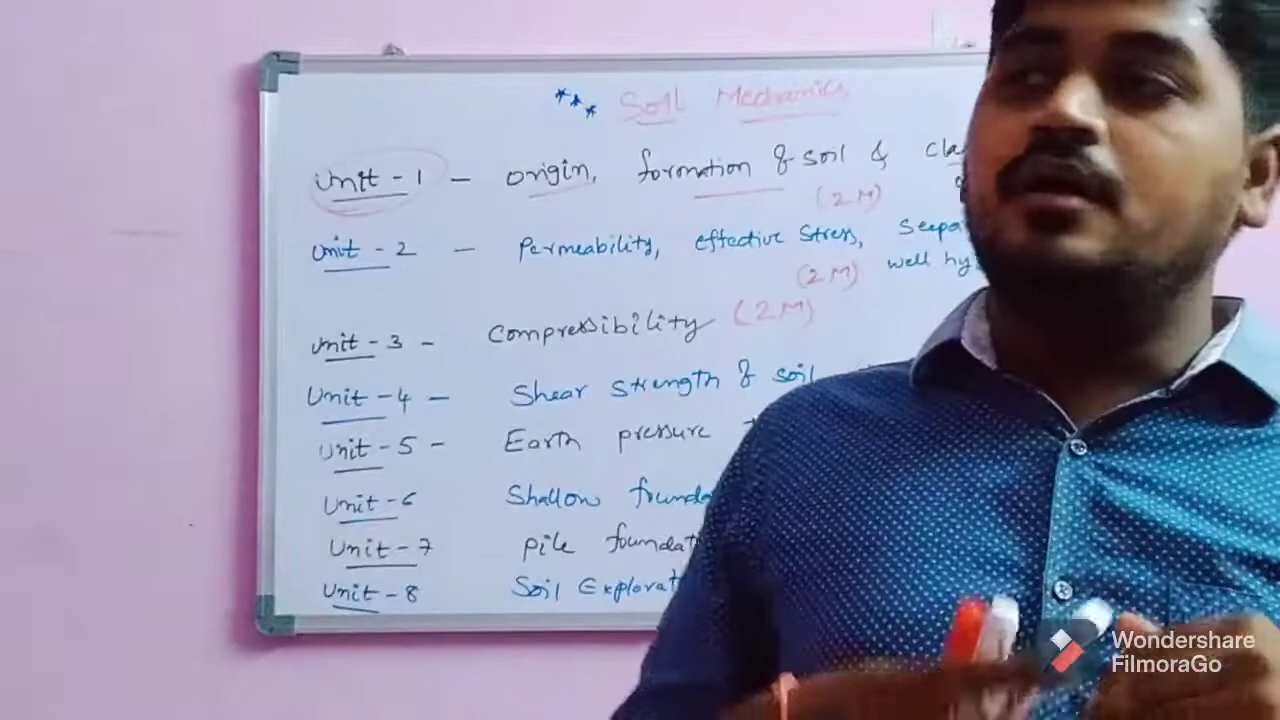 *** Soil Mechanics
Unit - 1 - origin, formation of soil &
(2M)
Unit - 2 - Permeability, effective stress,
(2M) well
Unit - 3 - Compressibility (2M)
Unit - 4 - Shear strength of soil
Unit - 5 - Earth pressure
Unit - 6 Shallow
Unit - 7 pile
Unit - 8 Soil
Wondershare
FilmoraGo